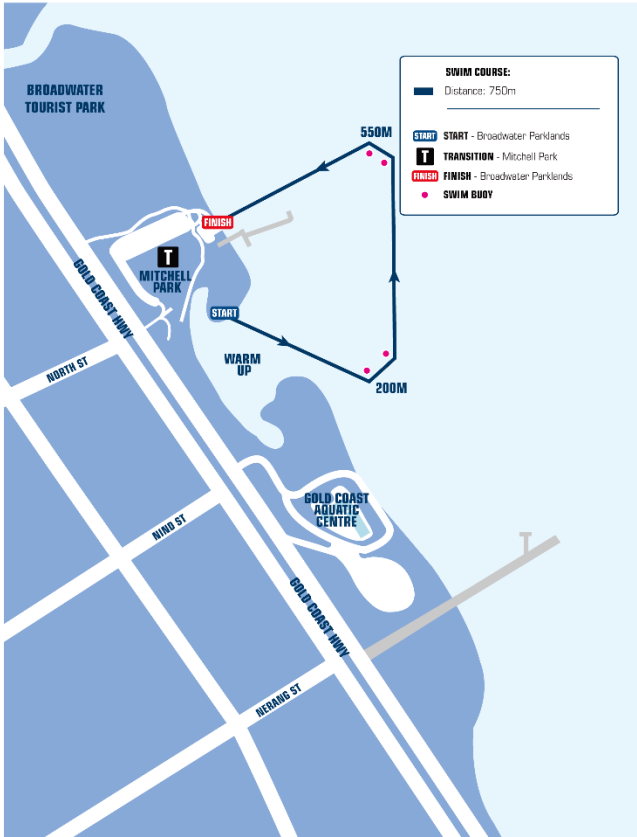 BROADWATER
TOURIST PARK
SWIM COURSE:
Distance: 750m
START START - Broadwater Parklands
T TRANSITION - Mitchell Park
FINISH FINISH - Broadwater Parklands
SWIM BUOY
550M
FINISH
T
MITCHELL
PARK
START
GOLD COAST HWY
NORTH ST
WARM
UP
200M
GOLD COAST
AQUATIC
CENTRE
NIND ST
GOLD COAST HWY
NERANG ST